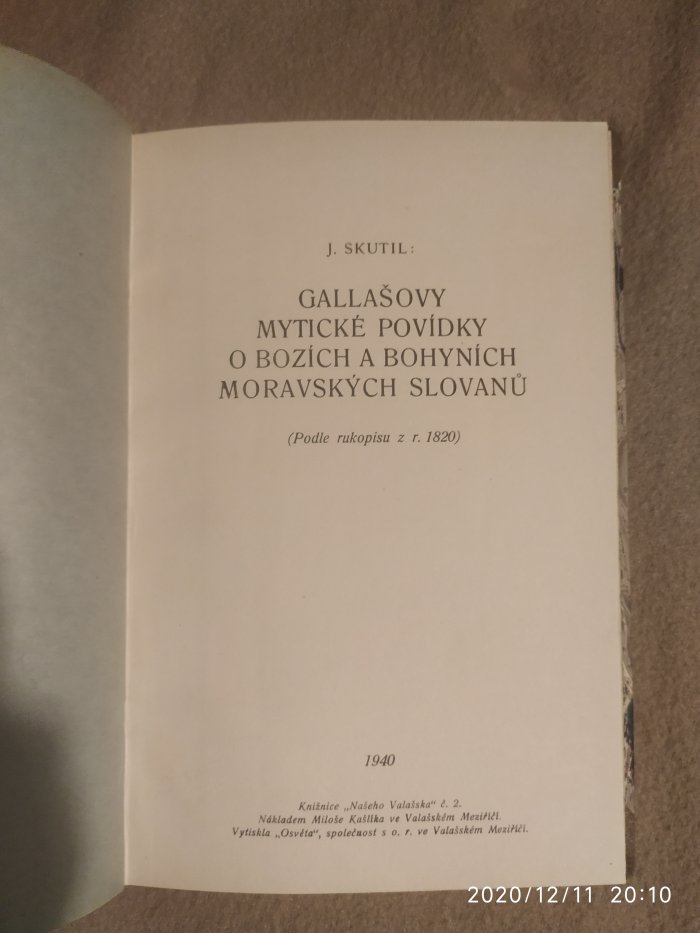 J. SKUTIL:
GALLAŠOVY
MYTICKÉ POVÍDKY
O BOZÍCH A BOHYNÍCH
MORAVSKÝCH SLOVANŮ
(Podle rukopisu z r. 1820)
1940
Knižnice „Našeho Valašska“ č. 2.
Nákladem Miloše Kašlíka ve Valašském Meziříčí.
Vytiskla „Osvěta“, společnost s o. r. ve Valašském Meziříčí.
2020/12/11 20:10